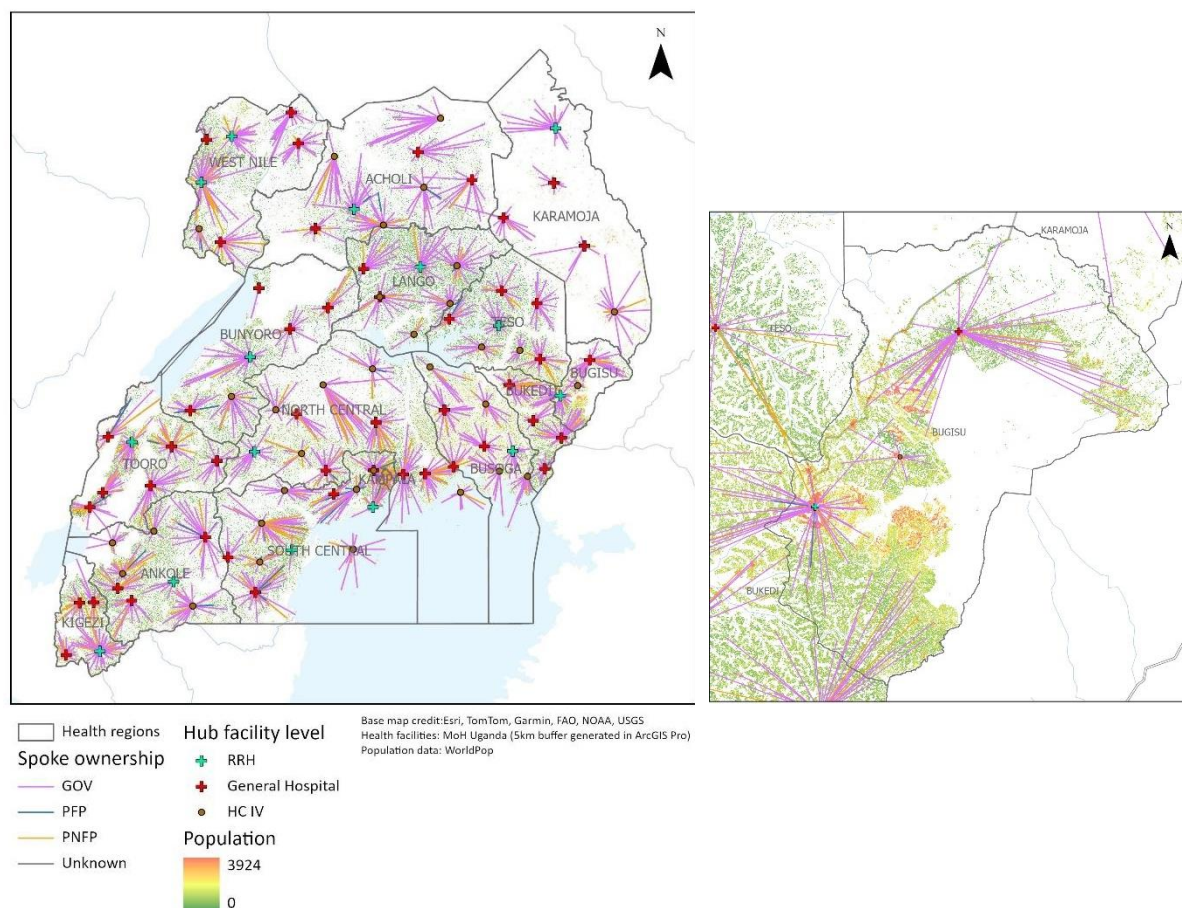 N
WEST NILE
ACHOLI
KARAMOJA
LANGO
TESO
BUNYORO
BUGISU
BUKEDI
NORTH CENTRAL
TOORO
BUSOGA
KAMPALA
SOUTH CENTRAL
ANKOLE
KIGEZI
N
KARAMOJA
TESO
BUGISU
BUKEDI
Health regions
Spoke ownership
GOV
PFP
PNFP
Unknown
Hub facility level
RRH
General Hospital
HC IV
Population
3924
0
Base map credit:Esri, TomTom, Garmin, FAO, NOAA, USGS
Health facilities: MoH Uganda (5km buffer generated in ArcGIS Pro)
Population data: WorldPop